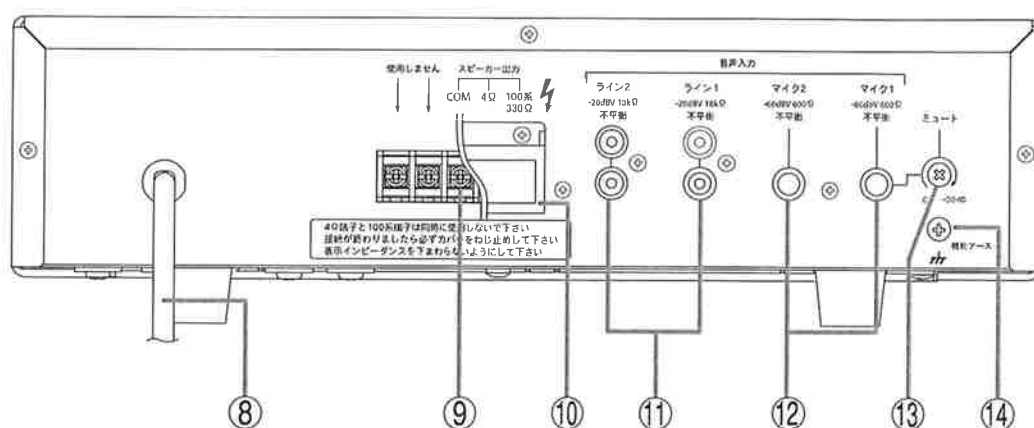 使用しません
スピーカー出力
COM 4Ω 100系
330Ω
音声入力
ライン2
-20dBV 10kΩ
不平衡
ライン1
-20dBV 10kΩ
不平衡
マイク2
-60dBV 600Ω
不平衡
マイク1
-60dBV 600Ω
不平衡
ミュート
機能アース
4Ω端子と100系端子は同時に使用しないで下さい
接続が終わりましたら必ずカバーをねじ止めして下さい
表示インピーダンスを下まわらないようにして下さい
⑧ ⑨ ⑩ ⑪ ⑫ ⑬ ⑭